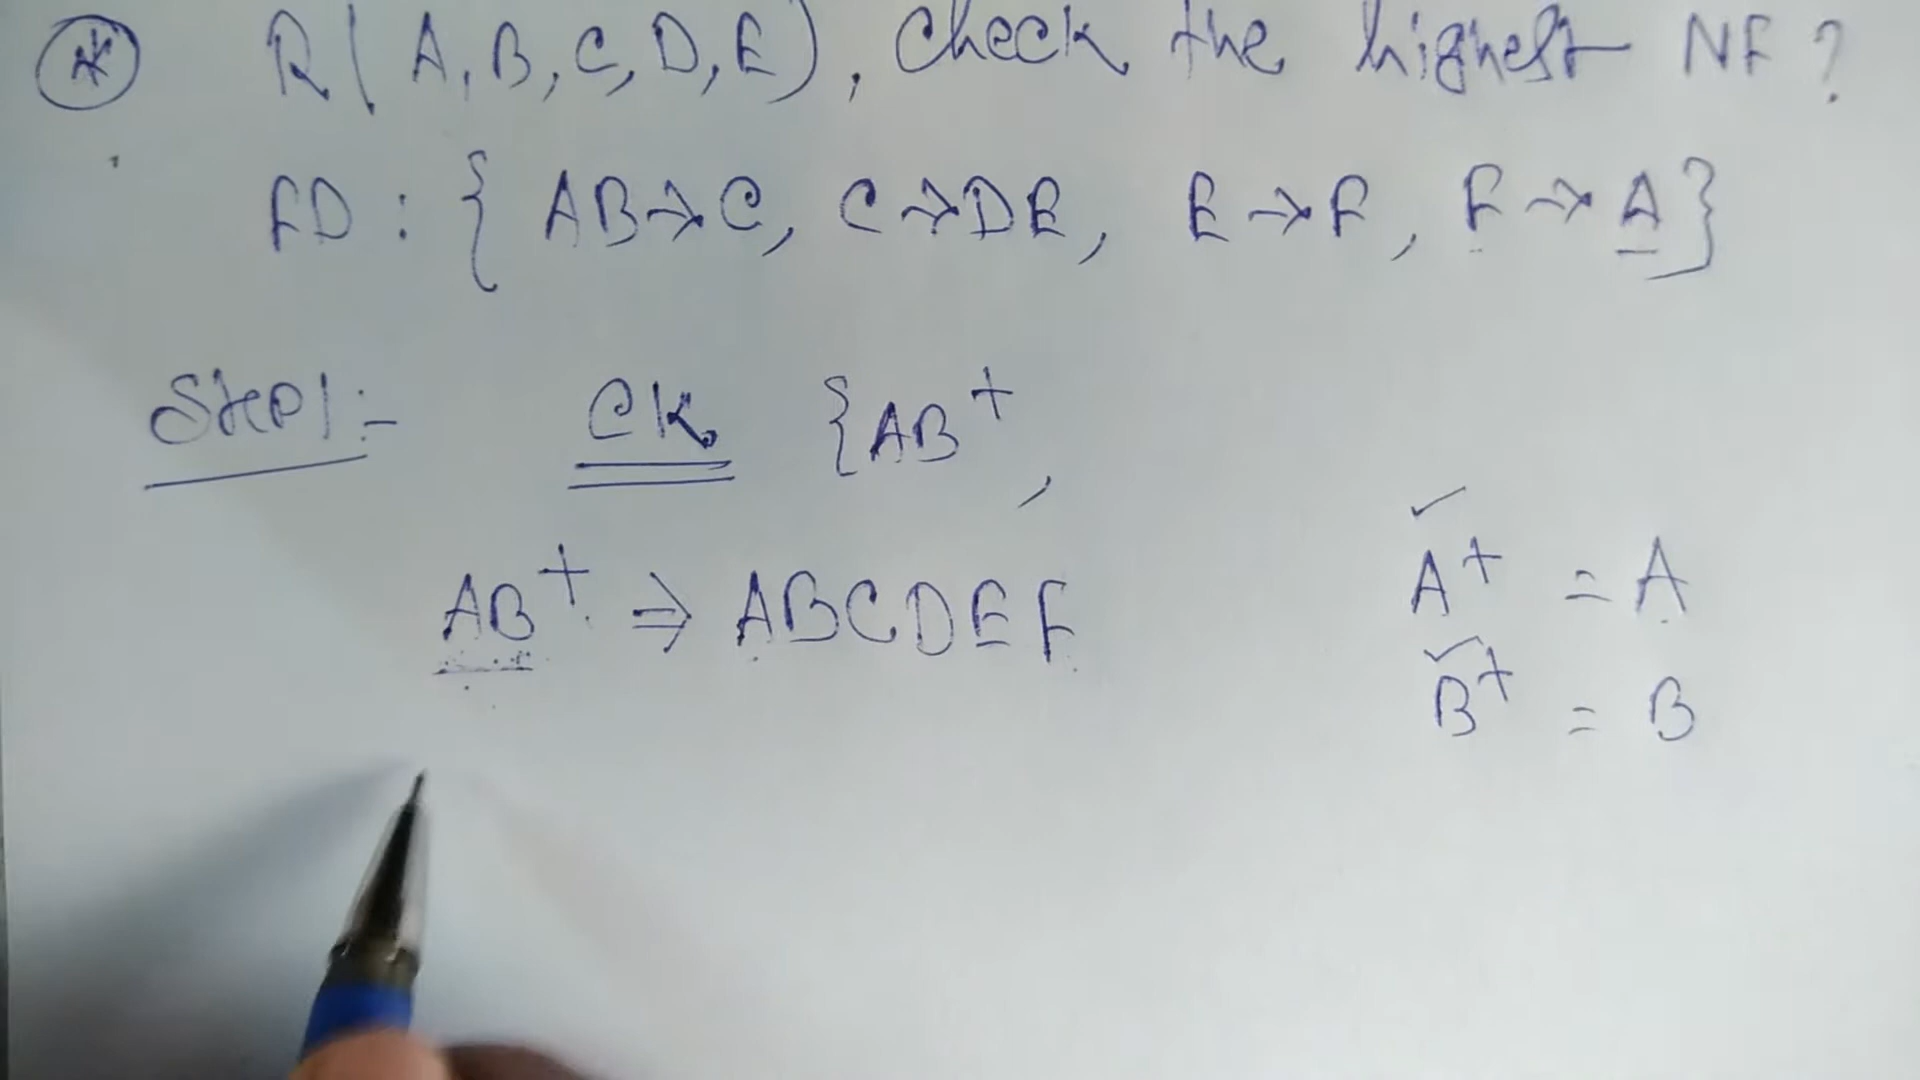 * R(A,B,C,D,E), check the highest NF?
FD : { AB→C, C→DE, E→F, F→A}
Step1:- CK {AB⁺,
AB⁺ ⇒ ABCDEF
✓
A⁺ = A
✓
B⁺ = B